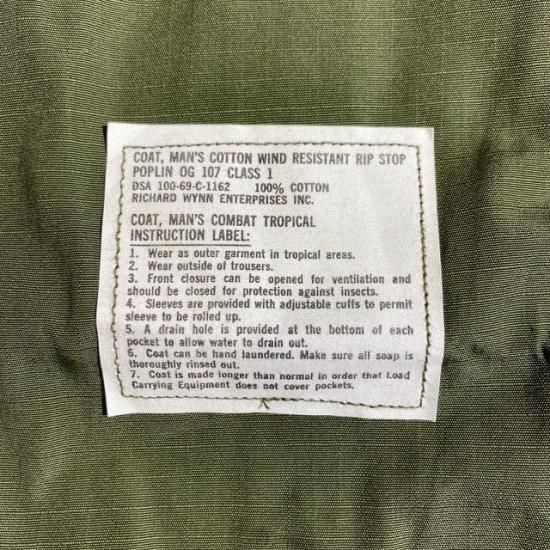 COAT, MAN'S COTTON WIND RESISTANT RIP STOP
POPLIN OG 107 CLASS 1
DSA 100-69-C-1162 100% COTTON
RICHARD WYNN ENTERPRISES INC.
COAT, MAN'S COMBAT TROPICAL
INSTRUCTION LABEL:
1. Wear as outer garment in tropical areas.
2. Wear outside of trousers.
3. Front closure can be opened for ventilation and
should be closed for protection against insects.
4. Sleeves are provided with adjustable cuffs to permit
sleeve to be rolled up.
5. A drain hole is provided at the bottom of each
pocket to allow water to drain out.
6. Coat can be hand laundered. Make sure all soap is
thoroughly rinsed out.
7. Coat is made longer than normal in order that Load
Carrying Equipment does not cover pockets.